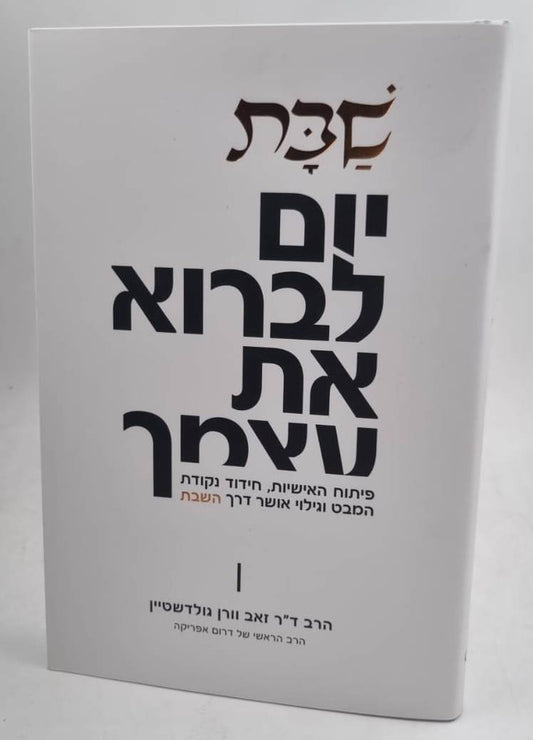 שַׁבָּת
יום
לברוא
את
עצמך
פיתוח האישיות, חידוד נקודת
המבט וגילוי אושר דרך השבת
הרב ד״ר זאב וורן גולדשטיין
הרב הראשי של דרום אפריקה